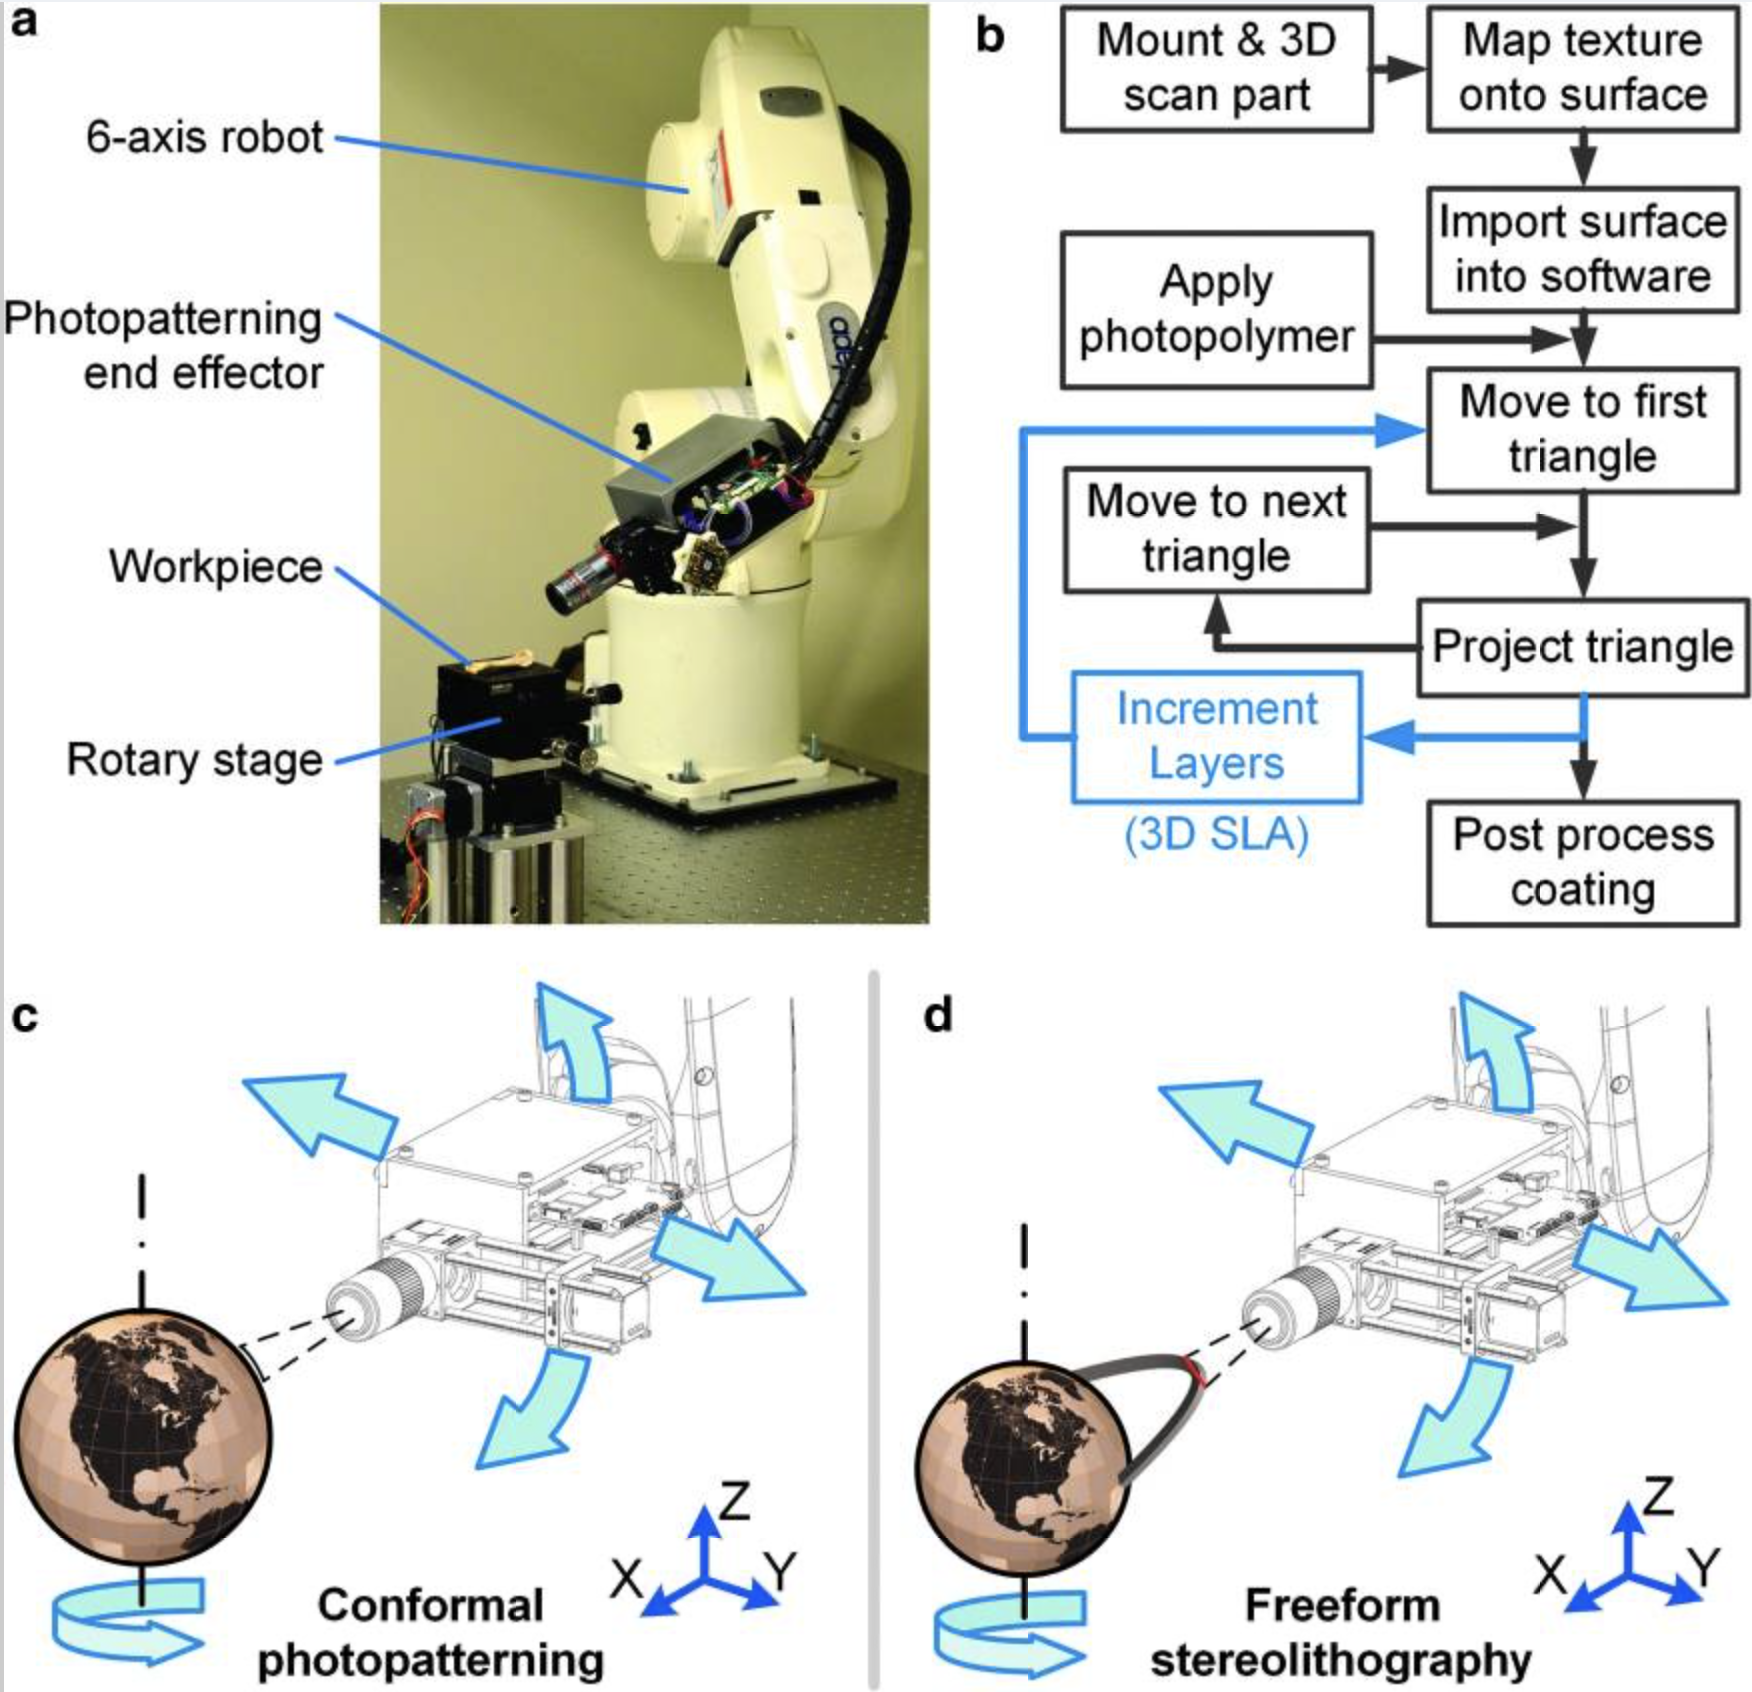 a
6-axis robot
Photopatterning
end effector
Workpiece
Rotary stage
b
Mount & 3D
scan part
Map texture
onto surface
Import surface
into software
Apply
photopolymer
Move to first
triangle
Move to next
triangle
Project triangle
Increment
Layers
(3D SLA)
Post process
coating
c
Z
X
Y
Conformal
photopatterning
d
Z
X
Y
Freeform
stereolithography